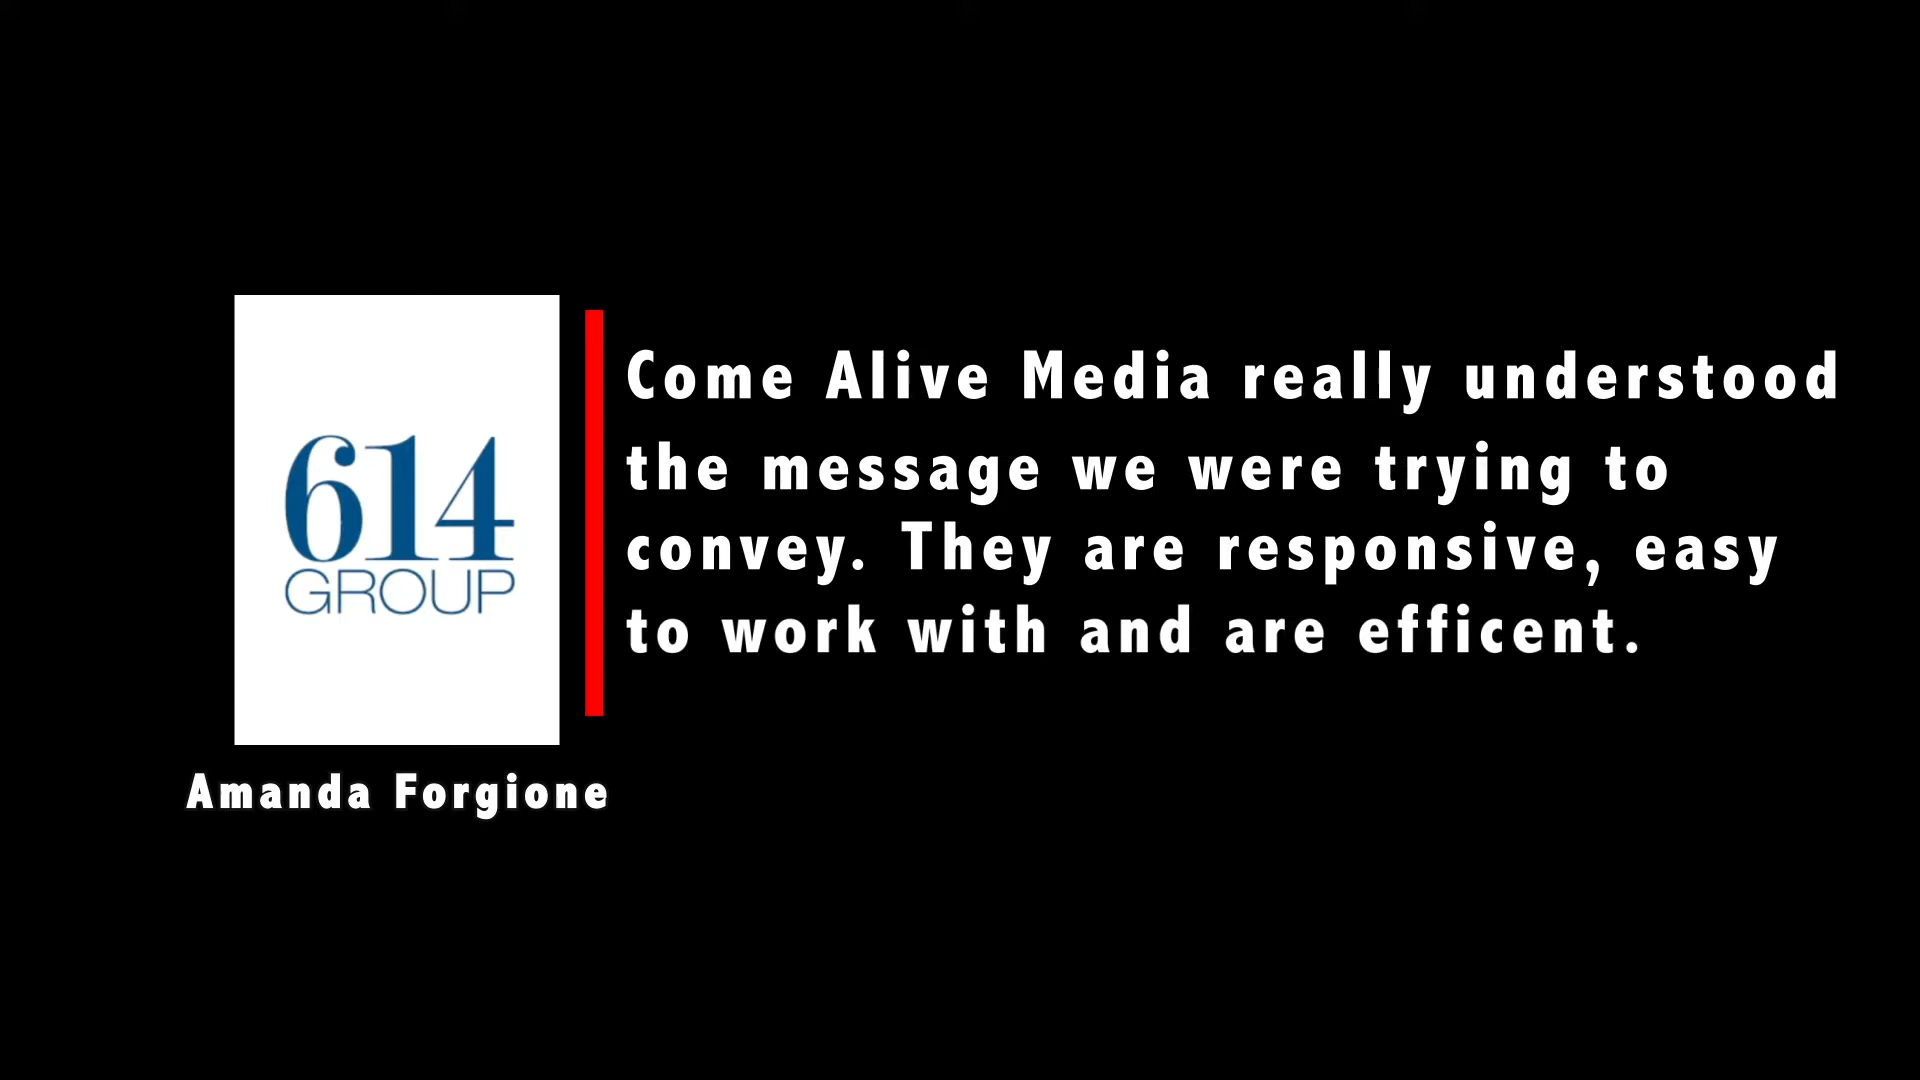 614
GROUP
Amanda Forgione
Come Alive Media really understood
the message we were trying to
convey. They are responsive, easy
to work with and are efficent.